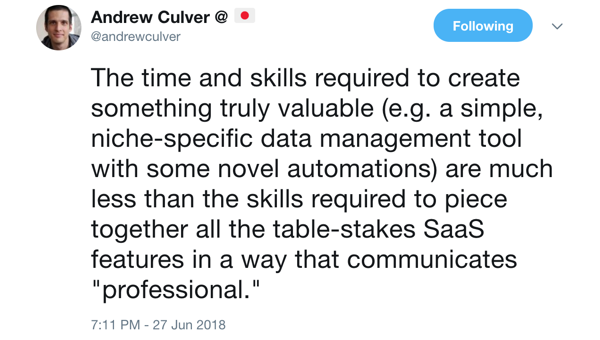 Andrew Culver @ 🇯🇵
@andrewculver
Following
The time and skills required to create
something truly valuable (e.g. a simple,
niche-specific data management tool
with some novel automations) are much
less than the skills required to piece
together all the table-stakes SaaS
features in a way that communicates
"professional."
7:11 PM - 27 Jun 2018